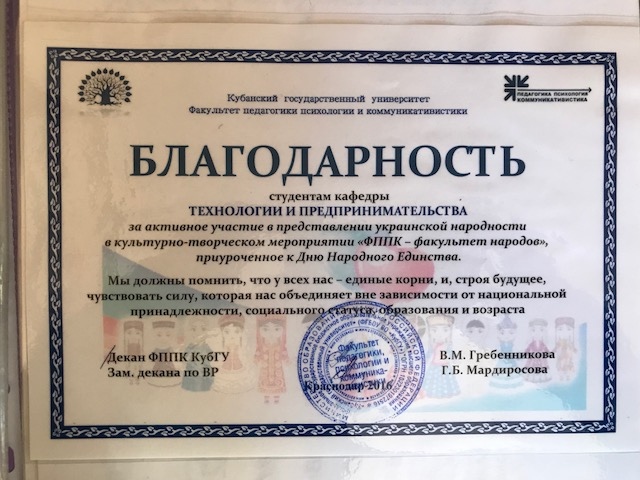 Кубанский государственный университет
Факультет педагогики психологии и коммуникативистики
ПЕДАГОГИКА ПСИХОЛОГИЯ
КОММУНИКАТИВИСТИКА
БЛАГОДАРНОСТЬ
студентам кафедры
ТЕХНОЛОГИИ И ПРЕДПРИНИМАТЕЛЬСТВА
за активное участие в представлении украинской народности
в культурно-творческом мероприятии «ФППК – факультет народов»,
приуроченное к Дню Народного Единства.
Мы должны помнить, что у всех нас – единые корни, и, строя будущее,
чувствовать силу, которая нас объединяет вне зависимости от национальной
принадлежности, социального статуса, образования и возраста
Декан ФППК КубГУ
В.М. Гребенникова
Зам. декана по ВР
Г.Б. Мардиросова
Факультет
педагогики,
психологии и
коммуника-
Краснодар 2016